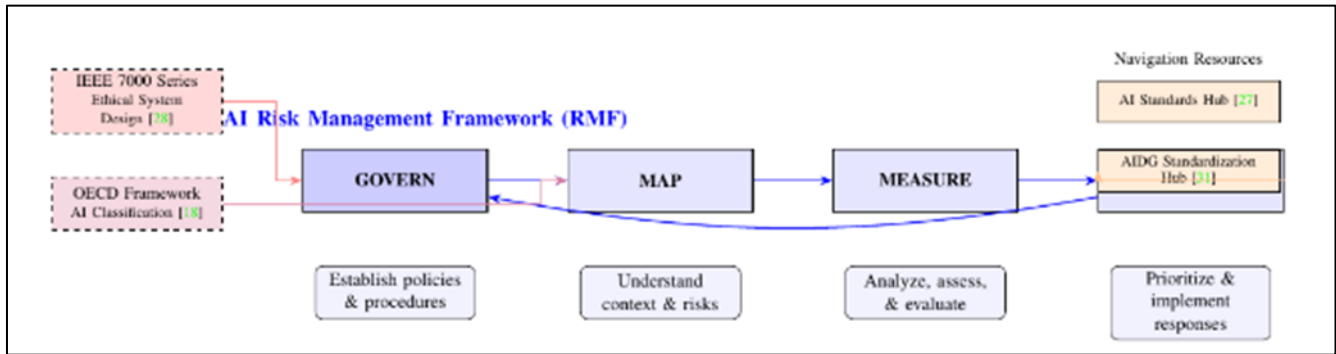 Navigation Resources
IEEE 7000 Series
Ethical System
Design [28]
AI Standards Hub [27]
AI Risk Management Framework (RMF)
OECD Framework
AI Classification [18]
GOVERN
MAP
MEASURE
AIDG Standardization
Hub [31]
Establish policies
& procedures
Understand
context & risks
Analyze, assess,
& evaluate
Prioritize &
implement
responses